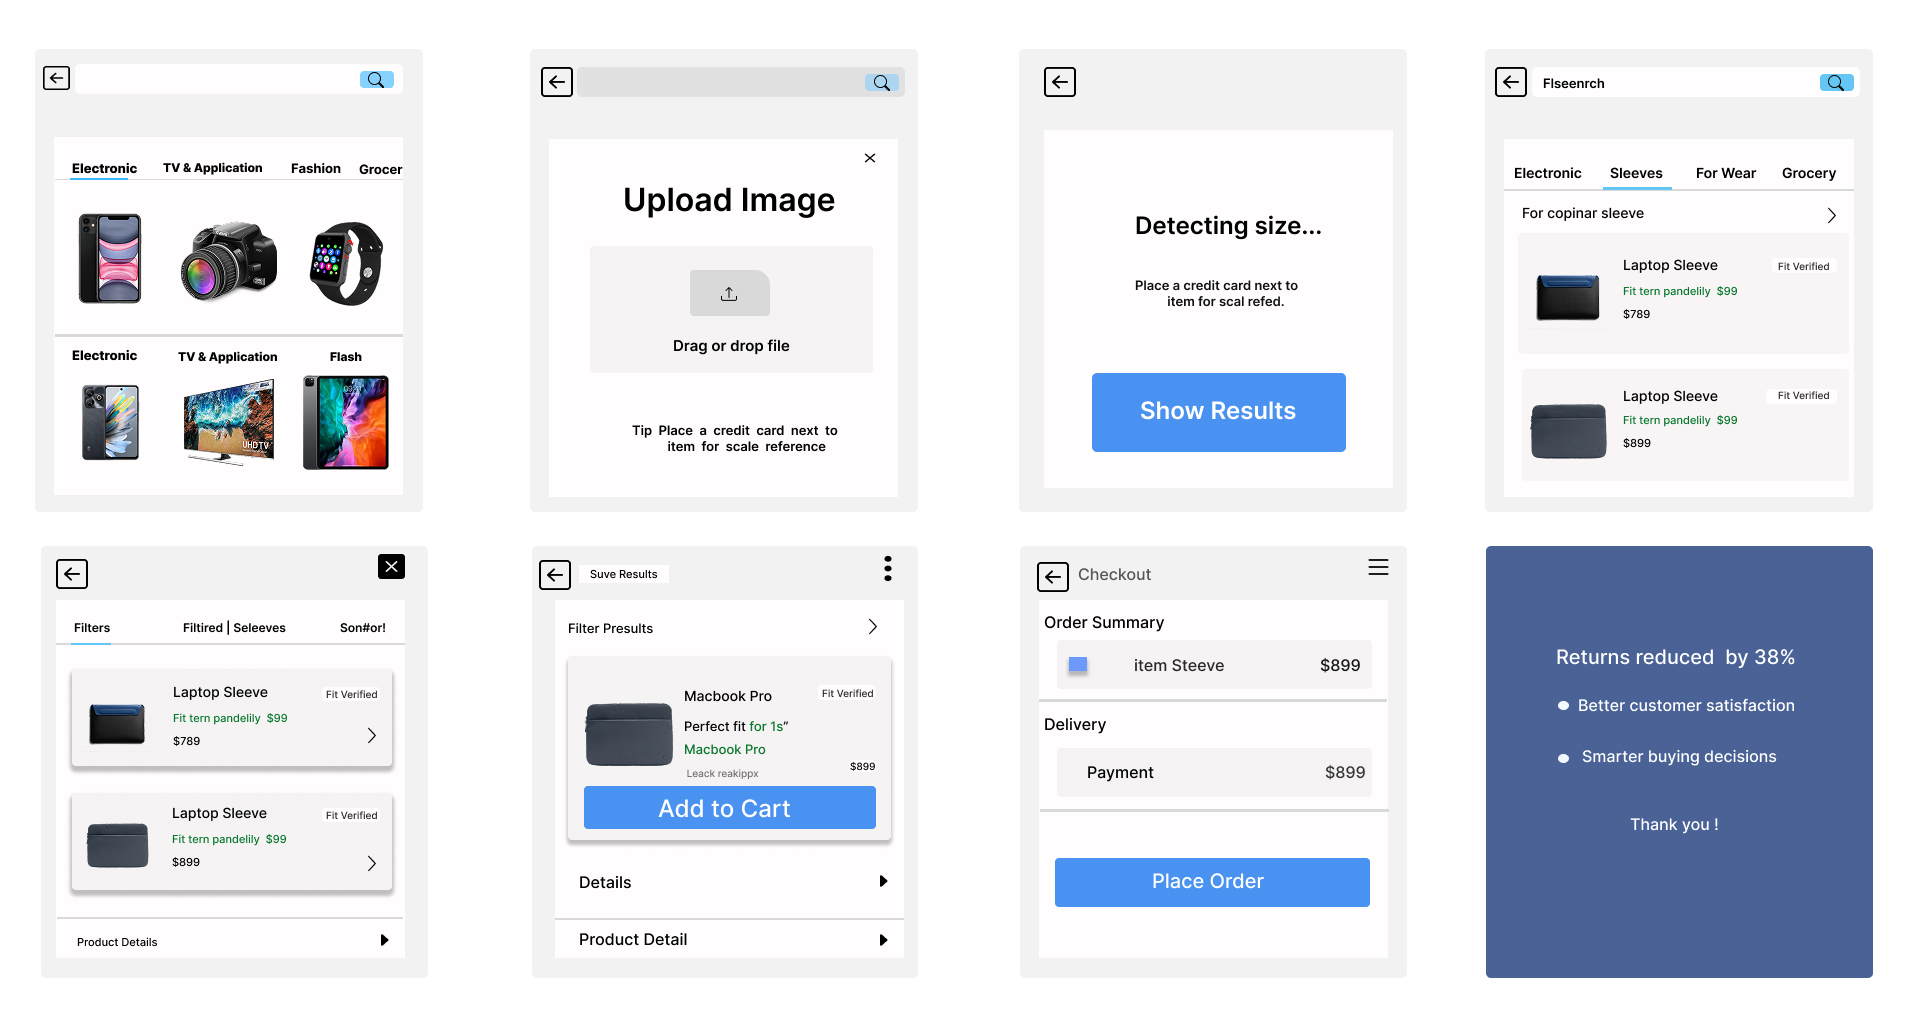 Electronic
TV & Application
Fashion
Grocer
Electronic
TV & Application
Flash
UHDTV
Upload Image
Drag or drop file
Tip Place a credit card next to
item for scale reference
Detecting size...
Place a credit card next to
item for scal refed.
Show Results
Flseenrch
Electronic
Sleeves
For Wear
Grocery
For copinar sleeve
Laptop Sleeve
Fit Verified
Fit tern pandelily $99
$789
Laptop Sleeve
Fit Verified
Fit tern pandelily $99
$899
Filters
Filtired | Seleeves
Son#or!
Laptop Sleeve
Fit Verified
Fit tern pandelily $99
$789
Laptop Sleeve
Fit Verified
Fit tern pandelily $99
$899
Product Details
Suve Results
Filter Presults
Macbook Pro
Fit Verified
Perfect fit for 1s”
Macbook Pro
Leack reakippx
$899
Add to Cart
Details
Product Detail
Checkout
Order Summary
item Steeve
$899
Delivery
Payment
$899
Place Order
Returns reduced by 38%
Better customer satisfaction
Smarter buying decisions
Thank you !